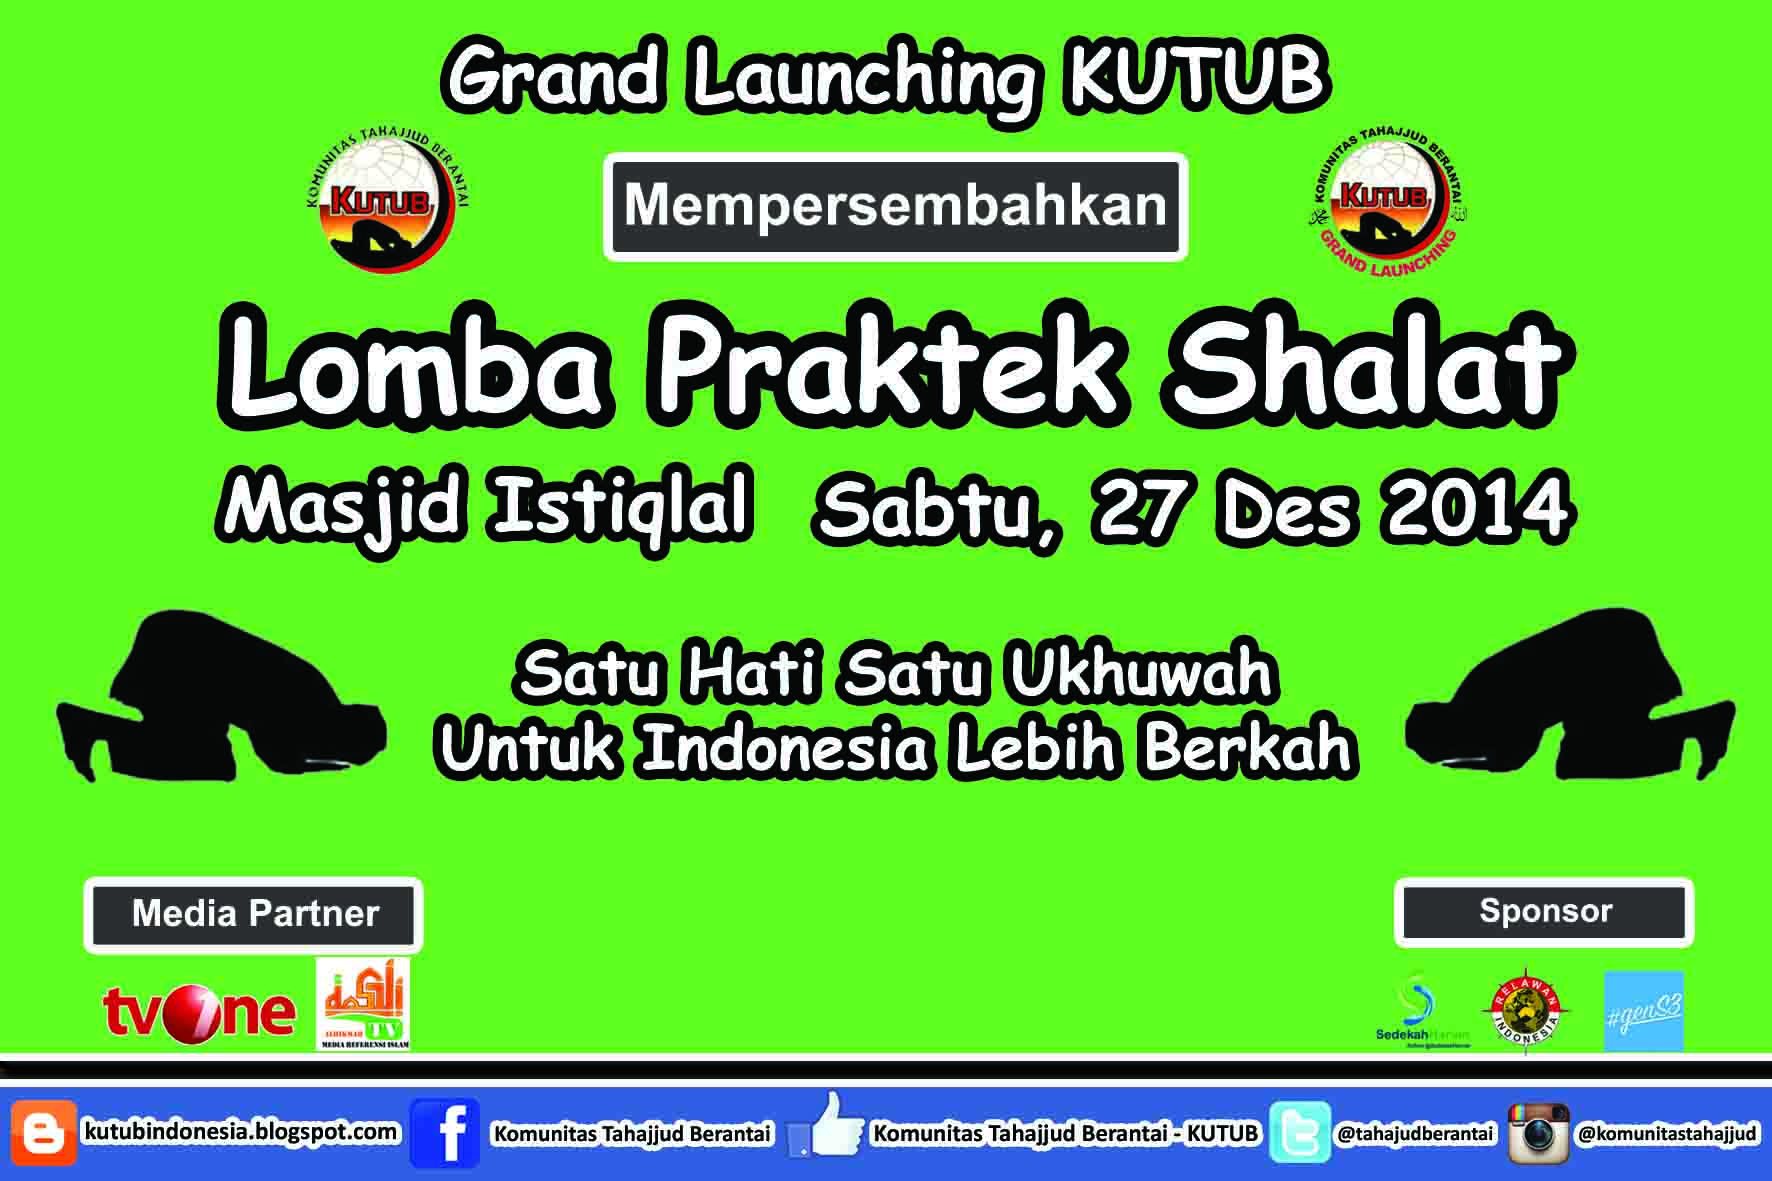 Grand Launching KUTUB
KOMUNITAS TAHAJJUD BERANTAI
KUTUB
Mempersembahkan
KOMUNITAS TAHAJJUD BERANTAI
KUTUB
GRAND LAUNCHING
Lomba Praktek Shalat
Masjid Istiqlal Sabtu, 27 Des 2014
Satu Hati Satu Ukhuwah
Untuk Indonesia Lebih Berkah
Media Partner
Sponsor
tvOne
الحكمة
ALHIKMAH TV
MEDIA REFERENSI ISLAM
SedekahHarian
RELAWAN
INDONESIA
#genS3
kutubindonesia.blogspot.com
Komunitas Tahajjud Berantai
Komunitas Tahajjud Berantai - KUTUB
@tahajudberantai
@komunitastahajjud